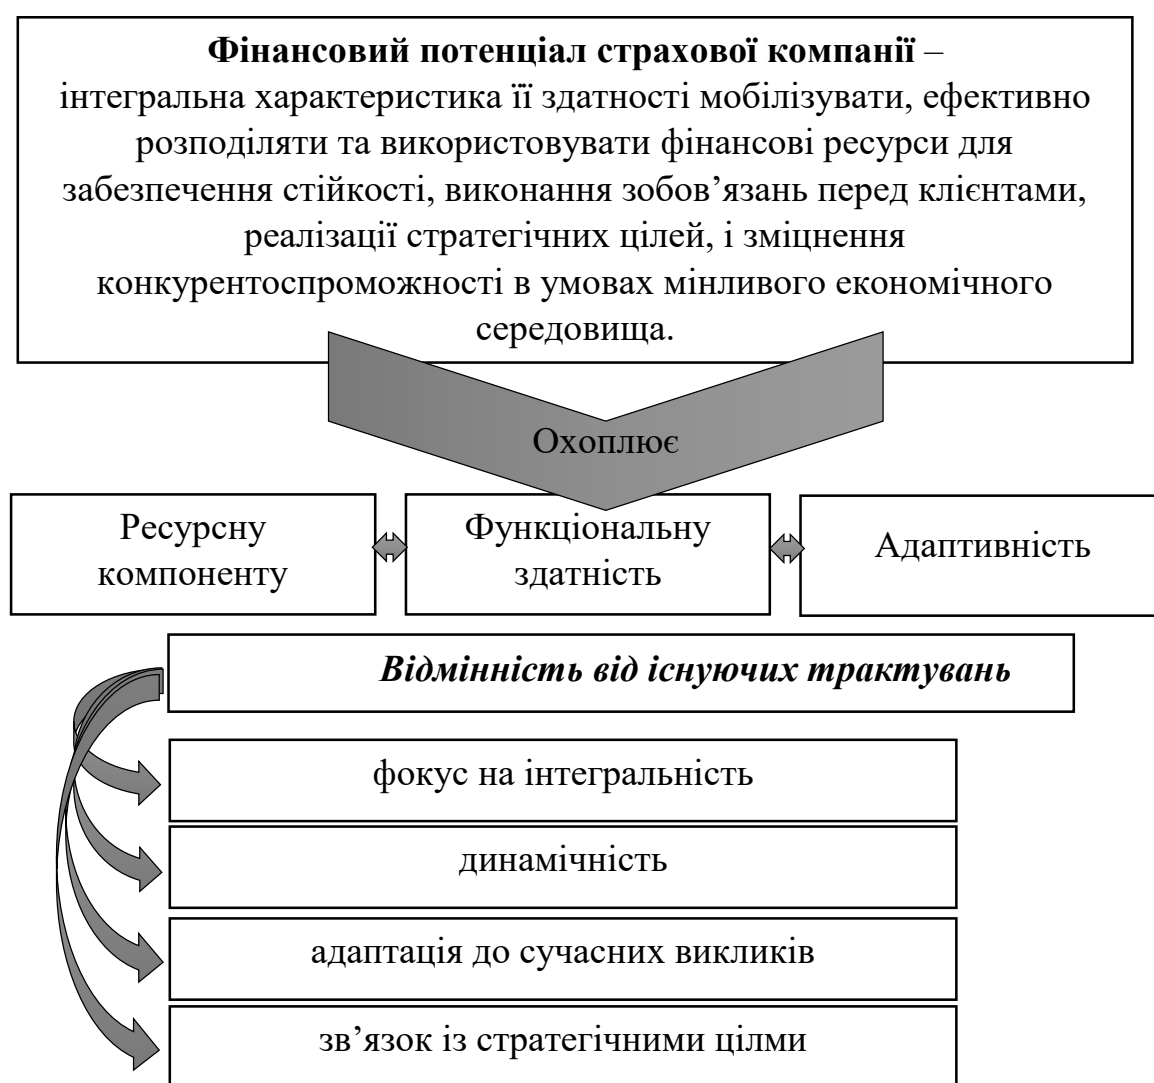 Фінансовий потенціал страхової компанії –
інтегральна характеристика її здатності мобілізувати, ефективно
розподіляти та використовувати фінансові ресурси для
забезпечення стійкості, виконання зобов’язань перед клієнтами,
реалізації стратегічних цілей, і зміцнення
конкурентоспроможності в умовах мінливого економічного
середовища.
Охоплює
Ресурсну
компоненту
Функціональну
здатність
Адаптивність
Відмінність від існуючих трактувань
фокус на інтегральність
динамічність
адаптація до сучасних викликів
зв’язок із стратегічними цілми